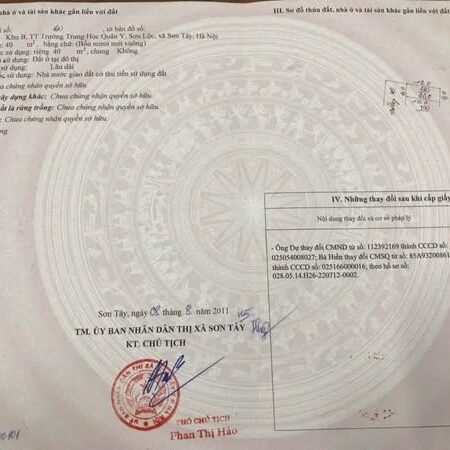 nhà ở và tài sản khác gắn liền với đất
số: tờ bản đồ số:
Khu B, TT Trường Trung Học Quân Y, Sơn Lộc, xã Sơn Tây, Hà Nội
: 40 m², bằng chữ: (Bốn mươi mét vuông)
sử dụng: riêng 40 m², chung Không.
sử dụng: Đất ở tại đô thị
sử dụng: Lâu dài
ốc sử dụng: Nhà nước giao đất có thu tiền sử dụng đất
a chứng nhận quyền sở hữu.
ây dựng khác: Chưa chứng nhận quyền sở hữu.
ất là rừng trồng: Chưa chứng nhận quyền sở hữu.
: Chưa chứng nhận quyền sở hữu.
ông
Sơn Tây, ngày 08 tháng 8 năm 2011
TM. ỦY BAN NHÂN DÂN THỊ XÃ SƠN TÂY
KT. CHỦ TỊCH
PHÓ CHỦ TỊCH
Phan Thị Hảo
III. Sơ đồ thửa đất, nhà ở và tài sản khác gắn liền với
IV. Những thay đổi sau khi cấp giấy
Nội dung thay đổi và cơ sở pháp lý
- Ông Dự thay đổi CMND từ số: 112392169 thành CCCD số:
025054008027; Bà Hiền thay đổi CMSQ từ số: 85A93200861
thành CCCD số: 025166000016; theo hồ sơ số:
028.05.14.H26-220712-0002.